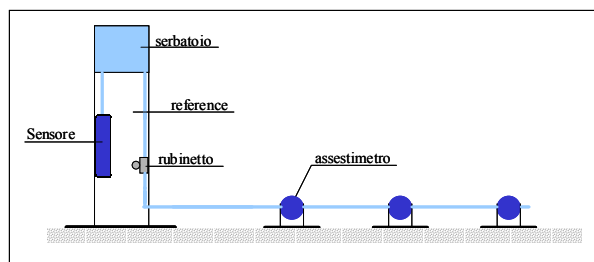 serbatoio
reference
Sensore
rubinetto
assestimetro